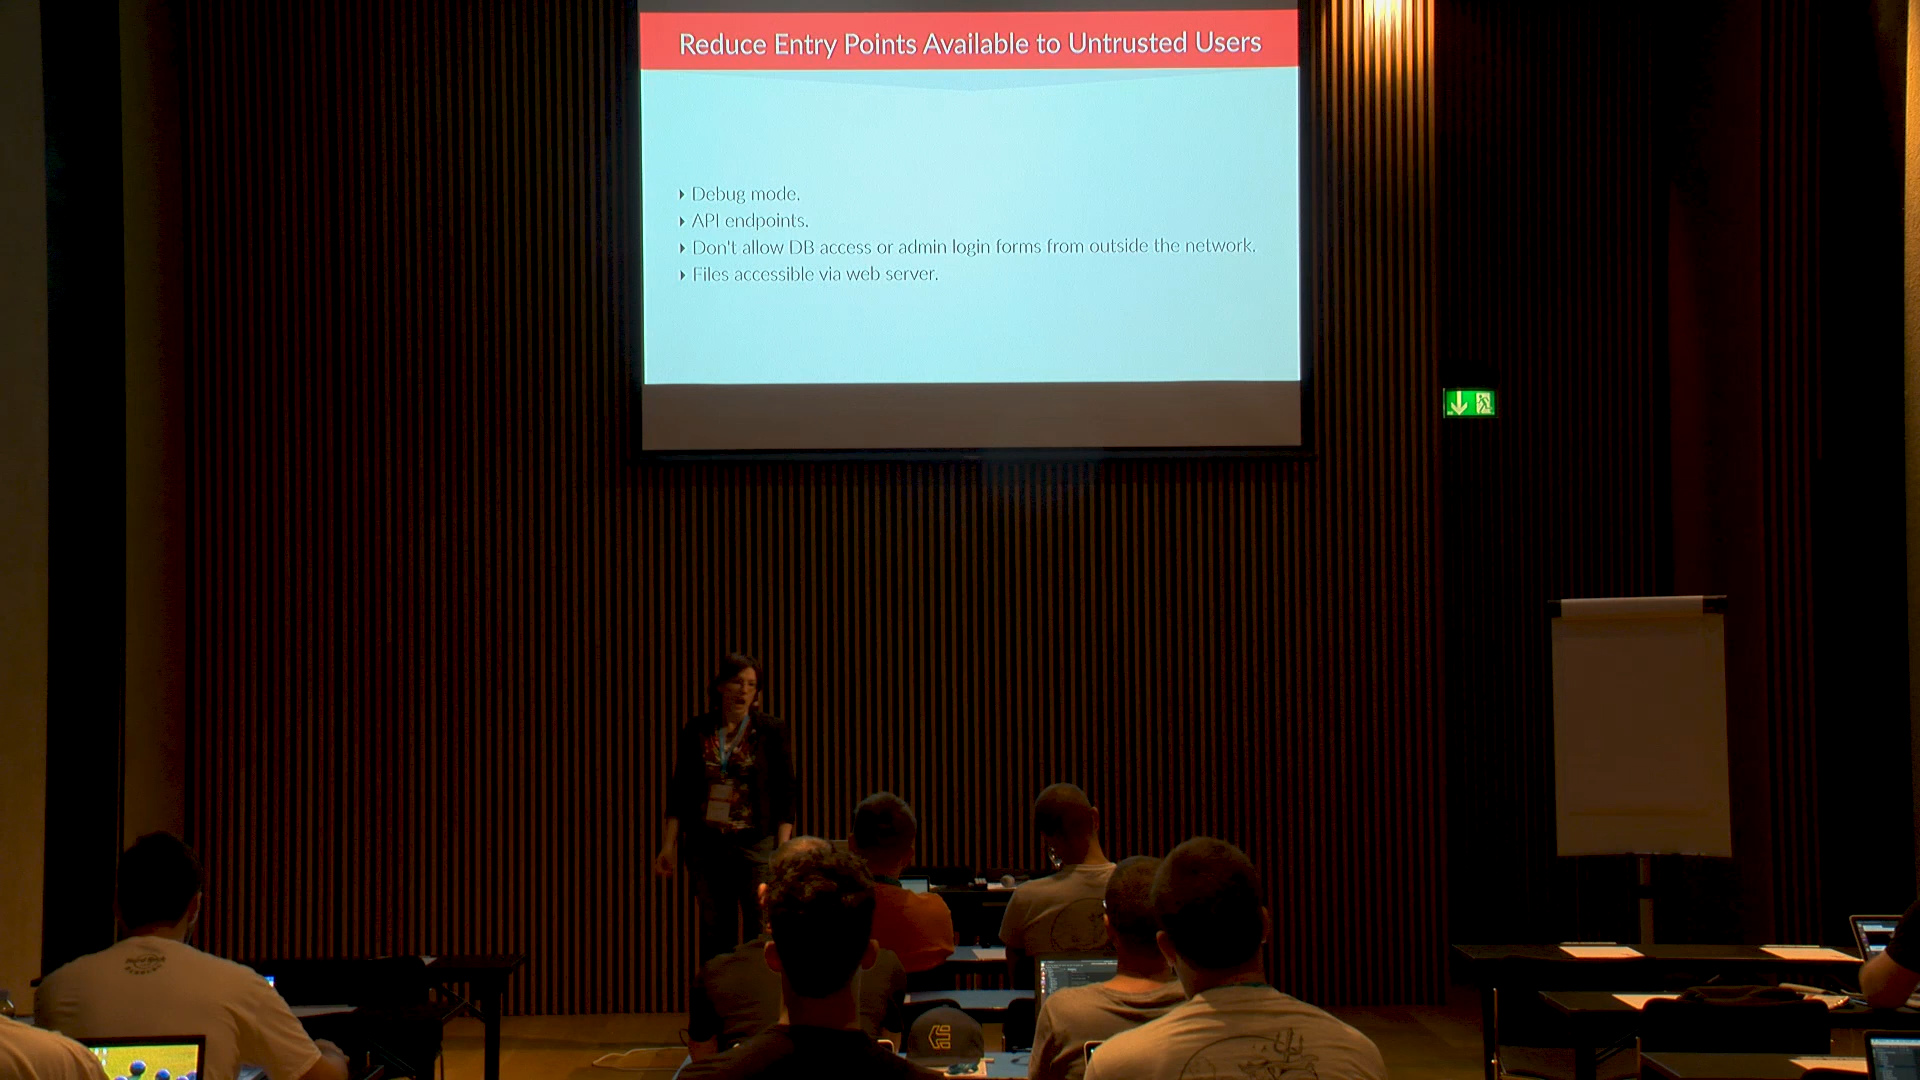 Reduce Entry Points Available to Untrusted Users
Debug mode.
API endpoints.
Don't allow DB access or admin login forms from outside the network.
Files accessible via web server.